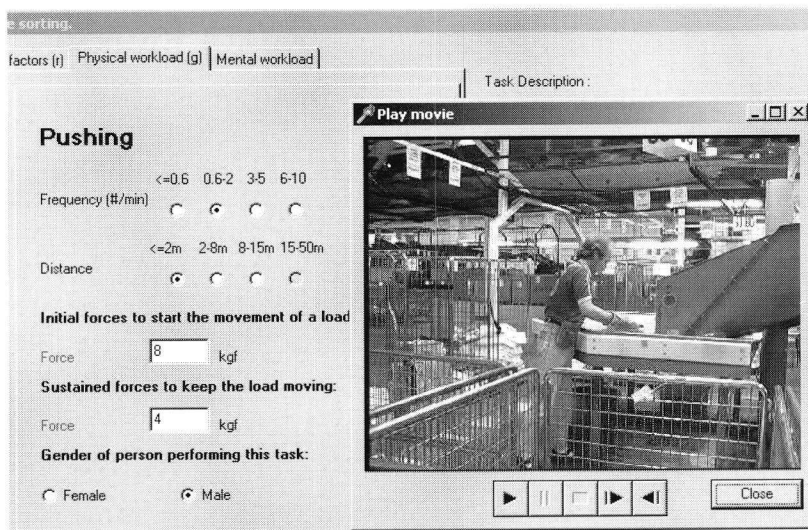 e sorting.
factors (r) Physical workload (g) Mental workload
Task Description :
Play movie
Pushing
<=0.6 0.6-2 3-5 6-10
Frequency (#/min)
<=2m 2-8m 8-15m 15-50m
Distance
Initial forces to start the movement of a load
Force 8 kgf
Sustained forces to keep the load moving:
Force 4 kgf
Gender of person performing this task:
Female Male
Close